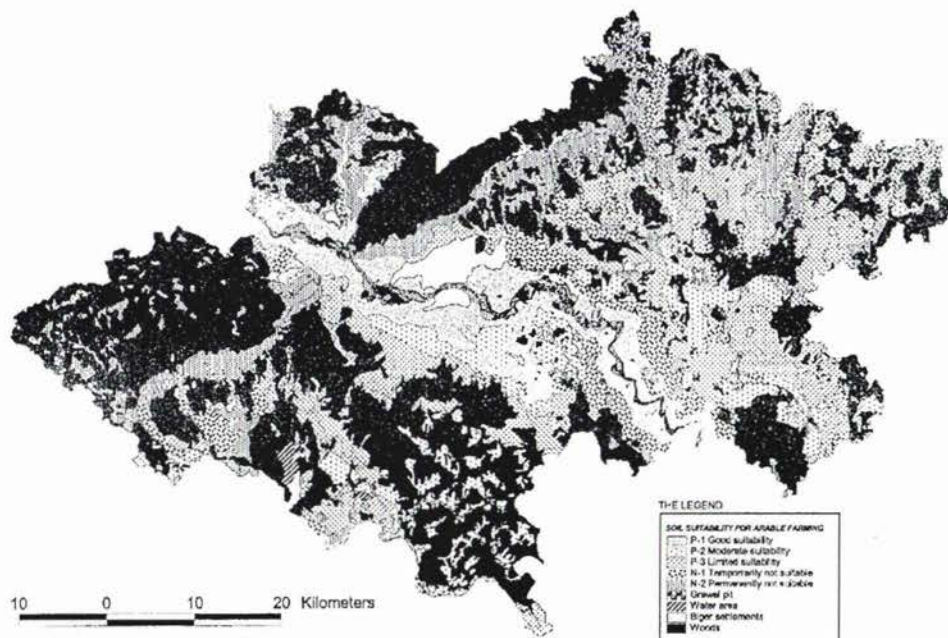 THE LEGEND
SOIL SUITABILITY FOR ARABLE FARMING
P-1 Good suitability
P-2 Moderate suitability
P-3 Limited suitability
N-1 Temporarily not suitable
N-2 Permanently not suitable
Grawel pit
Water area
Biger settlements
Woods
10 0 10 20 Kilometers